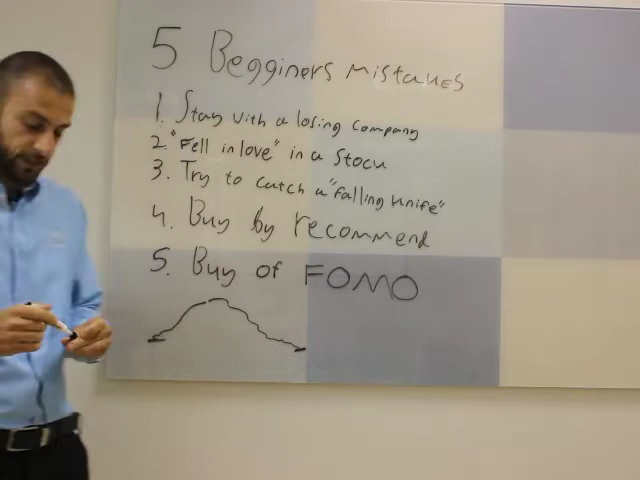 5 Begginers Mistakes
1. Stay with a losing company
2. "Fell in love" in a Stock
3. Try to catch a "falling knife"
4. Buy by recommend
5. Buy of FOMO